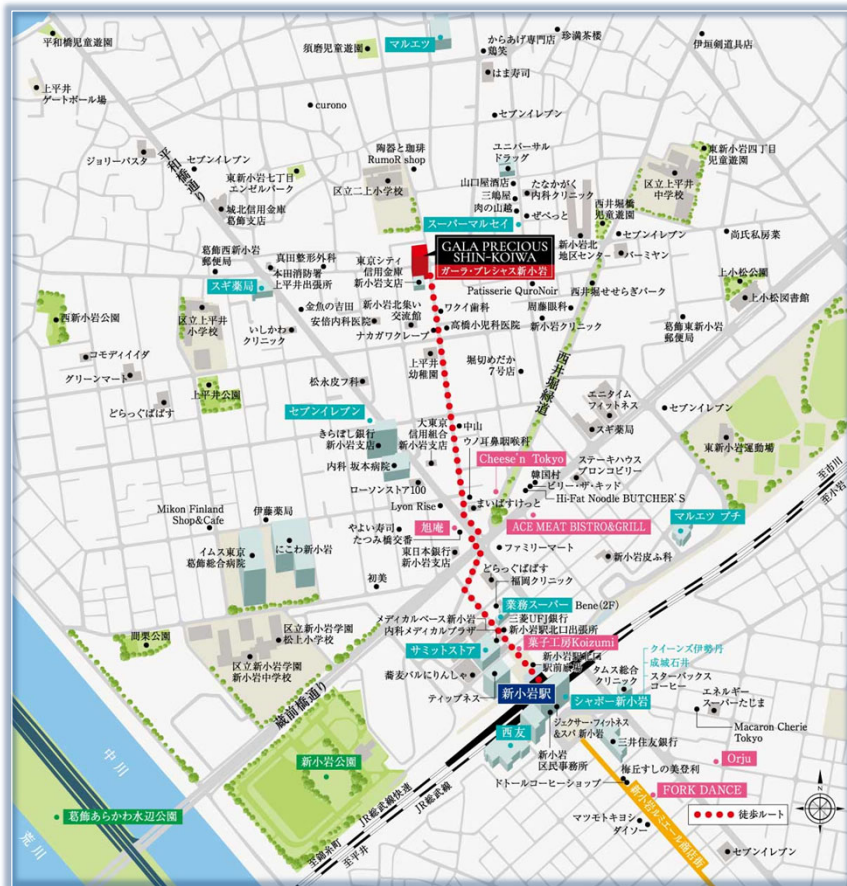 平和橋児童遊園
須磨児童遊園
マルエツ
からあげ専門店
鶏笑
珍満茶楼
伊垣剣道具店
はま寿司
上平井
ゲートボール場
curono
セブンイレブン
平和橋通り
ジョリーパスタ
セブンイレブン
陶器と珈琲
RumoR shop
ユニバーサル
ドラッグ
東新小岩四丁目
児童遊園
東新小岩七丁目
エンゼルパーク
区立二上小学校
山口屋酒店
三嶋屋
肉の山越
たなかがく
内科クリニック
ぜべっと
区立上平井
中学校
城北信用金庫
葛飾支店
スーパーマルセイ
西井堀橋
児童遊園
GALA PRECIOUS
SHIN-KOIWA
ガーラ・プレシャス新小岩
新小岩北
地区センター
セブンイレブン
バーミヤン
尚氏私房菜
葛飾西新小岩
郵便局
真田整形外科
本田消防署
上平井出張所
東京シティ
信用金庫
新小岩支店
スギ薬局
Patisserie QuroNoir
西井堀せせらぎパーク
上小松公園
上小松図書館
西新小岩公園
区立上平井
小学校
金魚の吉田
安倍内科医院
新小岩北集い
交流館
ワクイ歯科
周藤眼科
葛飾東新小岩
郵便局
いしかわ
クリニック
ナカガワクレープ
高橋小児科医院
新小岩クリニック
コモディイイダ
上平井
幼稚園
堀切めだか
7号店
西井堀緑道
グリーンマート
上平井公園
松永皮フ科
エニタイム
フィットネス
どらっぐぱぱす
セブンイレブン
セブンイレブン
きらぼし銀行
新小岩支店
大東京
信用組合
新小岩支店
中山
ウノ耳鼻咽喉科
スギ薬局
東新小岩運動場
Cheese'n Tokyo
内科 坂本病院
ステーキハウス
ブロンコビリー
韓国村
ビリー・ザ・キッド
Hi-Fat Noodle BUTCHER'S
至市川
至小岩
ローソンストア100
まいばすけっと
Mikon Finland
Shop&Cafe
伊藤薬局
Lyon Rise
ACE MEAT BISTRO&GRILL
マルエツ プチ
やよい寿司
旭庵
たつみ橋交番
イムス東京
葛飾総合病院
にこわ新小岩
東日本銀行
新小岩支店
ファミリーマート
新小岩皮ふ科
初美
どらっぐぱぱす
福岡クリニック
業務スーパー
Bene(2F)
メディカルベース新小岩
内科メディカルプラザ
三菱UFJ銀行
新小岩駅北口出張所
間栗公園
区立新小岩学園
松上小学校
サミットストア
菓子工房Koizumi
新小岩駅北口
駅前広場
クイーンズ伊勢丹
成城石井
区立新小岩学園
新小岩中学校
蕎麦バルにりんしゃ
ティップネス
新小岩駅
タムス総合
クリニック
スターバックス
コーヒー
シャポー新小岩
エネルギー
スーパーたじま
蔵前橋通り
ジェクサー・フィットネス
&スパ 新小岩
Macaron Cherie
Tokyo
西友
三井住友銀行
新小岩
区民事務所
中川
新小岩公園
Orju
JR総武線快速
JR総武線
梅丘すしの美登利
ドトールコーヒーショップ
FORK DANCE
新小岩ルミエール商店街
葛飾あらかわ水辺公園
徒歩ルート
マツモトキヨシ
ダイソー
荒川
至錦糸町
至平井
セブンイレブン